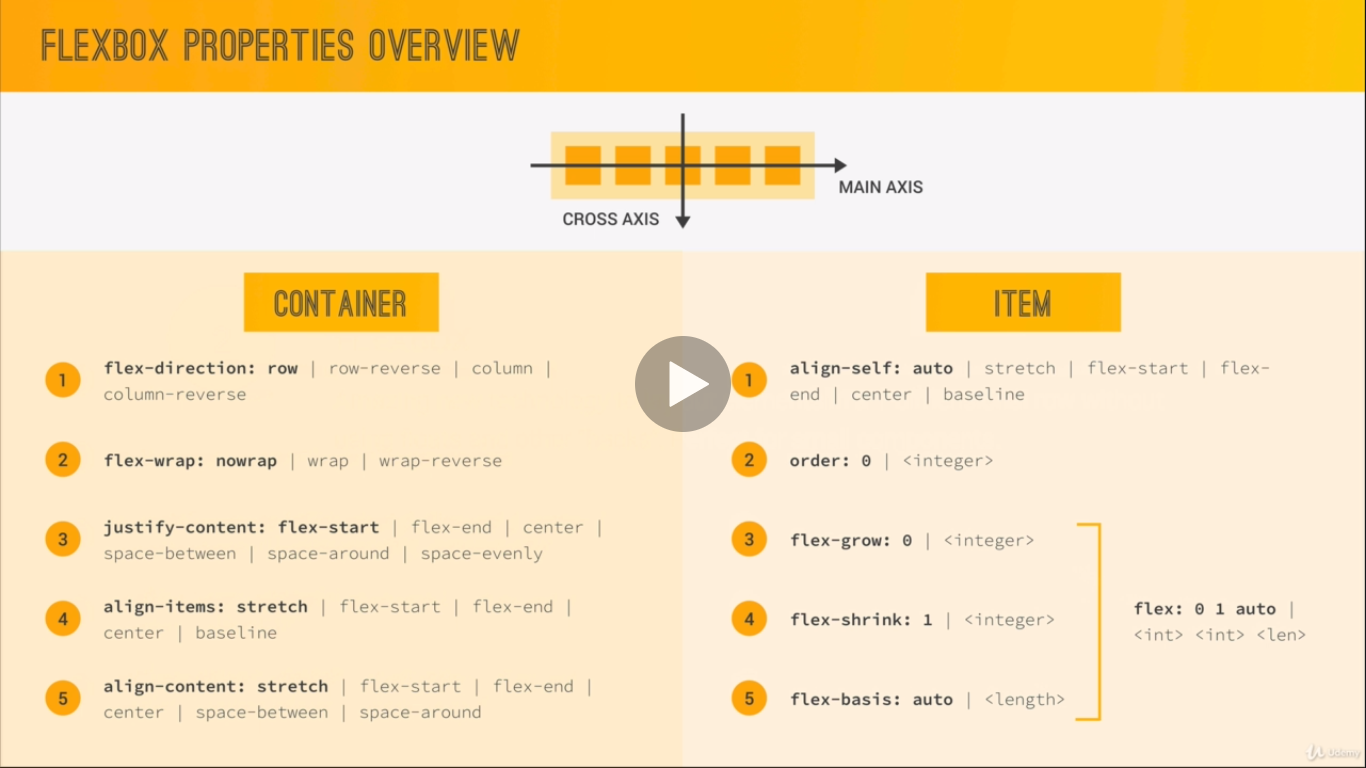 FLEXBOX PROPERTIES OVERVIEW
MAIN AXIS
CROSS AXIS
CONTAINER
1
flex-direction: row | row-reverse | column |
column-reverse
2
flex-wrap: nowrap | wrap | wrap-reverse
3
justify-content: flex-start | flex-end | center |
space-between | space-around | space-evenly
4
align-items: stretch | flex-start | flex-end |
center | baseline
5
align-content: stretch | flex-start | flex-end |
center | space-between | space-around
ITEM
1
align-self: auto | stretch | flex-start | flex-
end | center | baseline
2
order: 0 | <integer>
3
flex-grow: 0 | <integer>
4
flex-shrink: 1 | <integer>
5
flex-basis: auto | <length>
flex: 0 1 auto |
<int> <int> <len>
Udemy